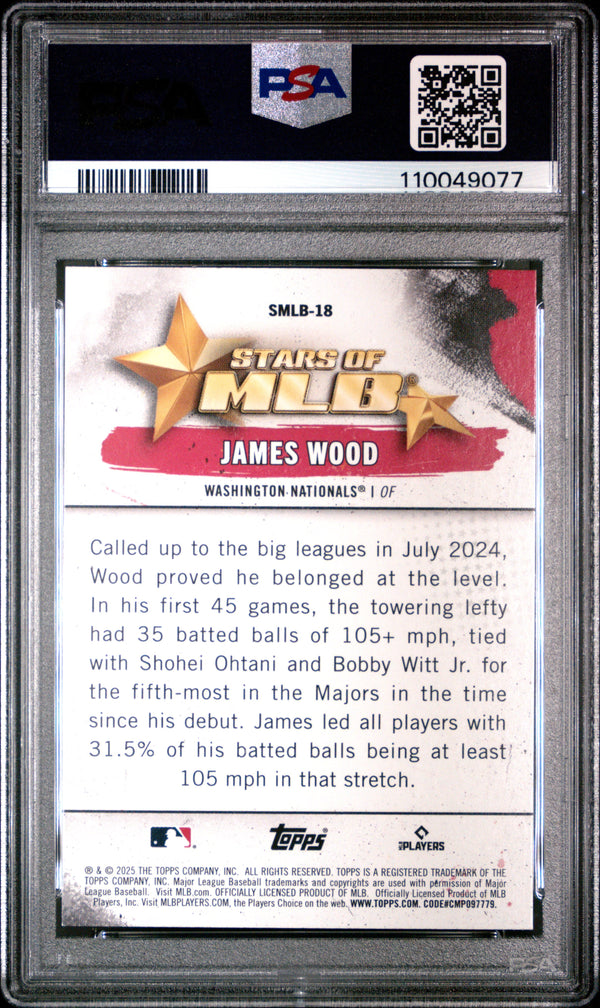 PSA
110049077
SMLB-18
STARS OF
MLB®
JAMES WOOD
WASHINGTON NATIONALS® | OF
Called up to the big leagues in July 2024,
Wood proved he belonged at the level.
In his first 45 games, the towering lefty
had 35 batted balls of 105+ mph, tied
with Shohei Ohtani and Bobby Witt Jr. for
the fifth-most in the Majors in the time
since his debut. James led all players with
31.5% of his batted balls being at least
105 mph in that stretch.
TOPPS®
MLB PLAYERS
® & © 2025 THE TOPPS COMPANY, INC. ALL RIGHTS RESERVED. TOPPS IS A REGISTERED TRADEMARK OF THE
TOPPS COMPANY, INC. Major League Baseball trademarks and copyrights are used with permission of Major
League Baseball. Visit MLB.com. OFFICIALLY LICENSED PRODUCT OF MLB. Officially Licensed Product of MLB
Players, Inc. Visit MLBPLAYERS.COM, the Players Choice on the web. WWW.TOPPS.COM. CODE#CMP097779.
PSA